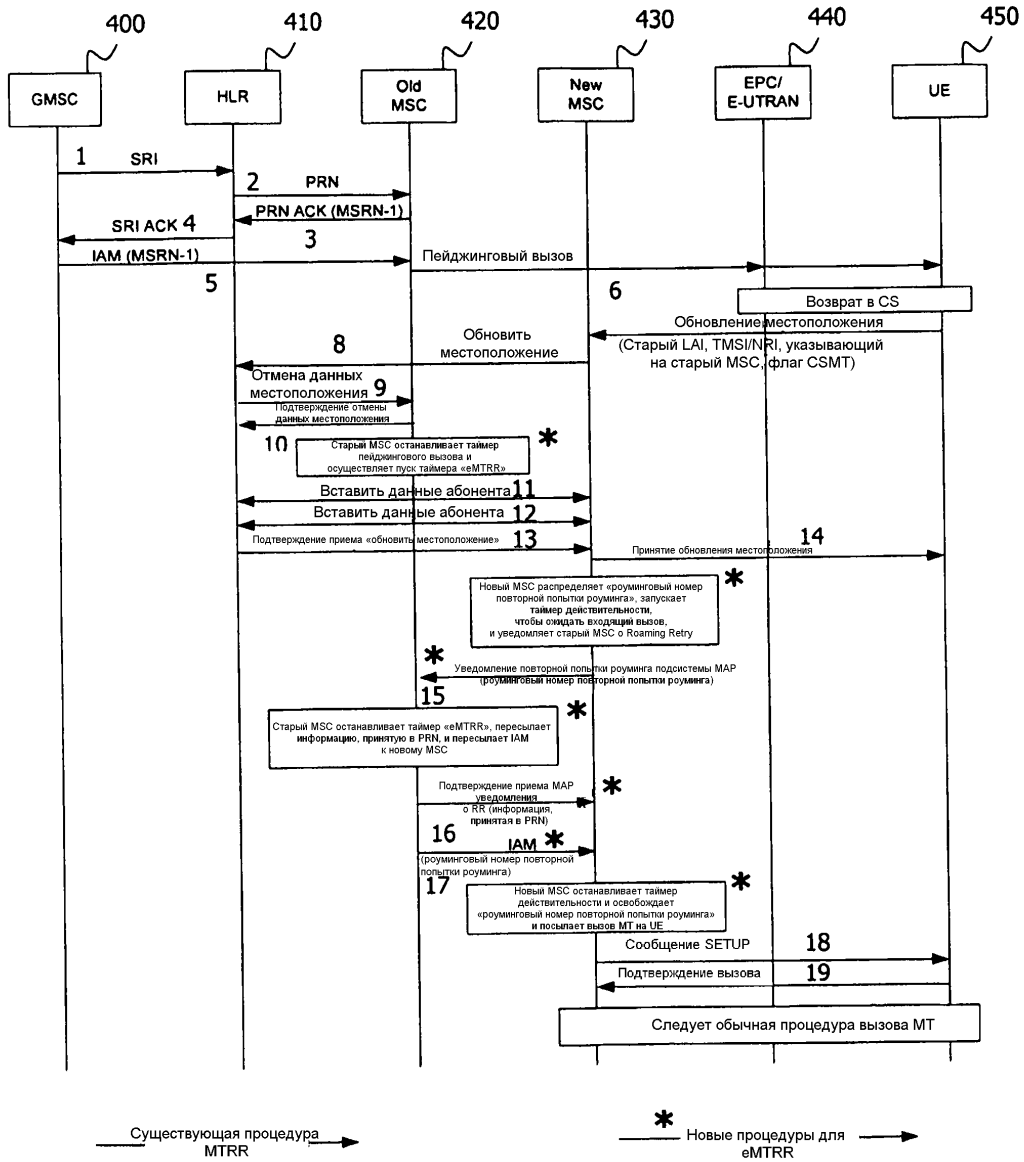 400
410
420
430
440
450
GMSC
HLR
Old
MSC
New
MSC
EPC/
E-UTRAN
UE
1
SRI
2
PRN
PRN ACK (MSRN-1)
SRI ACK 4
3
IAM (MSRN-1)
5
Пейджинговый вызов
6
Возврат в CS
Обновление местоположения
(Старый LAI, TMSI/NRI, указывающий
на старый MSC, флаг CSMT)
8
Обновить
местоположение
Отмена данных
местоположения 9
Подтверждение отмены
данных местоположения
10
Старый MSC останавливает таймер
пейджингового вызова и
осуществляет пуск таймера «eMTRR»
*
Вставить данные абонента 11
Вставить данные абонента 12
Подтверждение приема «обновить местоположение» 13
14
Принятие обновления местоположения
*
Новый MSC распределяет «роуминговый номер
повторной попытки роуминга», запускает
таймер действительности,
чтобы ожидать входящий вызов,
и уведомляет старый MSC о Roaming Retry
*
Уведомление повторной попытки роуминга подсистемы MAP
(роуминговый номер повторной попытки роуминга)
15
*
Старый MSC останавливает таймер «eMTRR», пересылает
информацию, принятую в PRN, и пересылает IAM
к новому MSC
Подтверждение приема MAP
уведомления
о RR (информация,
принятая в PRN)
*
16
IAM *
(роуминговый номер повторной
попытки роуминга)
17
*
Новый MSC останавливает таймер
действительности и освобождает
«роуминговый номер повторной попытки роуминга»
и посылает вызов MT на UE
Сообщение SETUP 18
Подтверждение вызова 19
Следует обычная процедура вызова MT
Существующая процедура
MTRR
*
Новые процедуры для
eMTRR